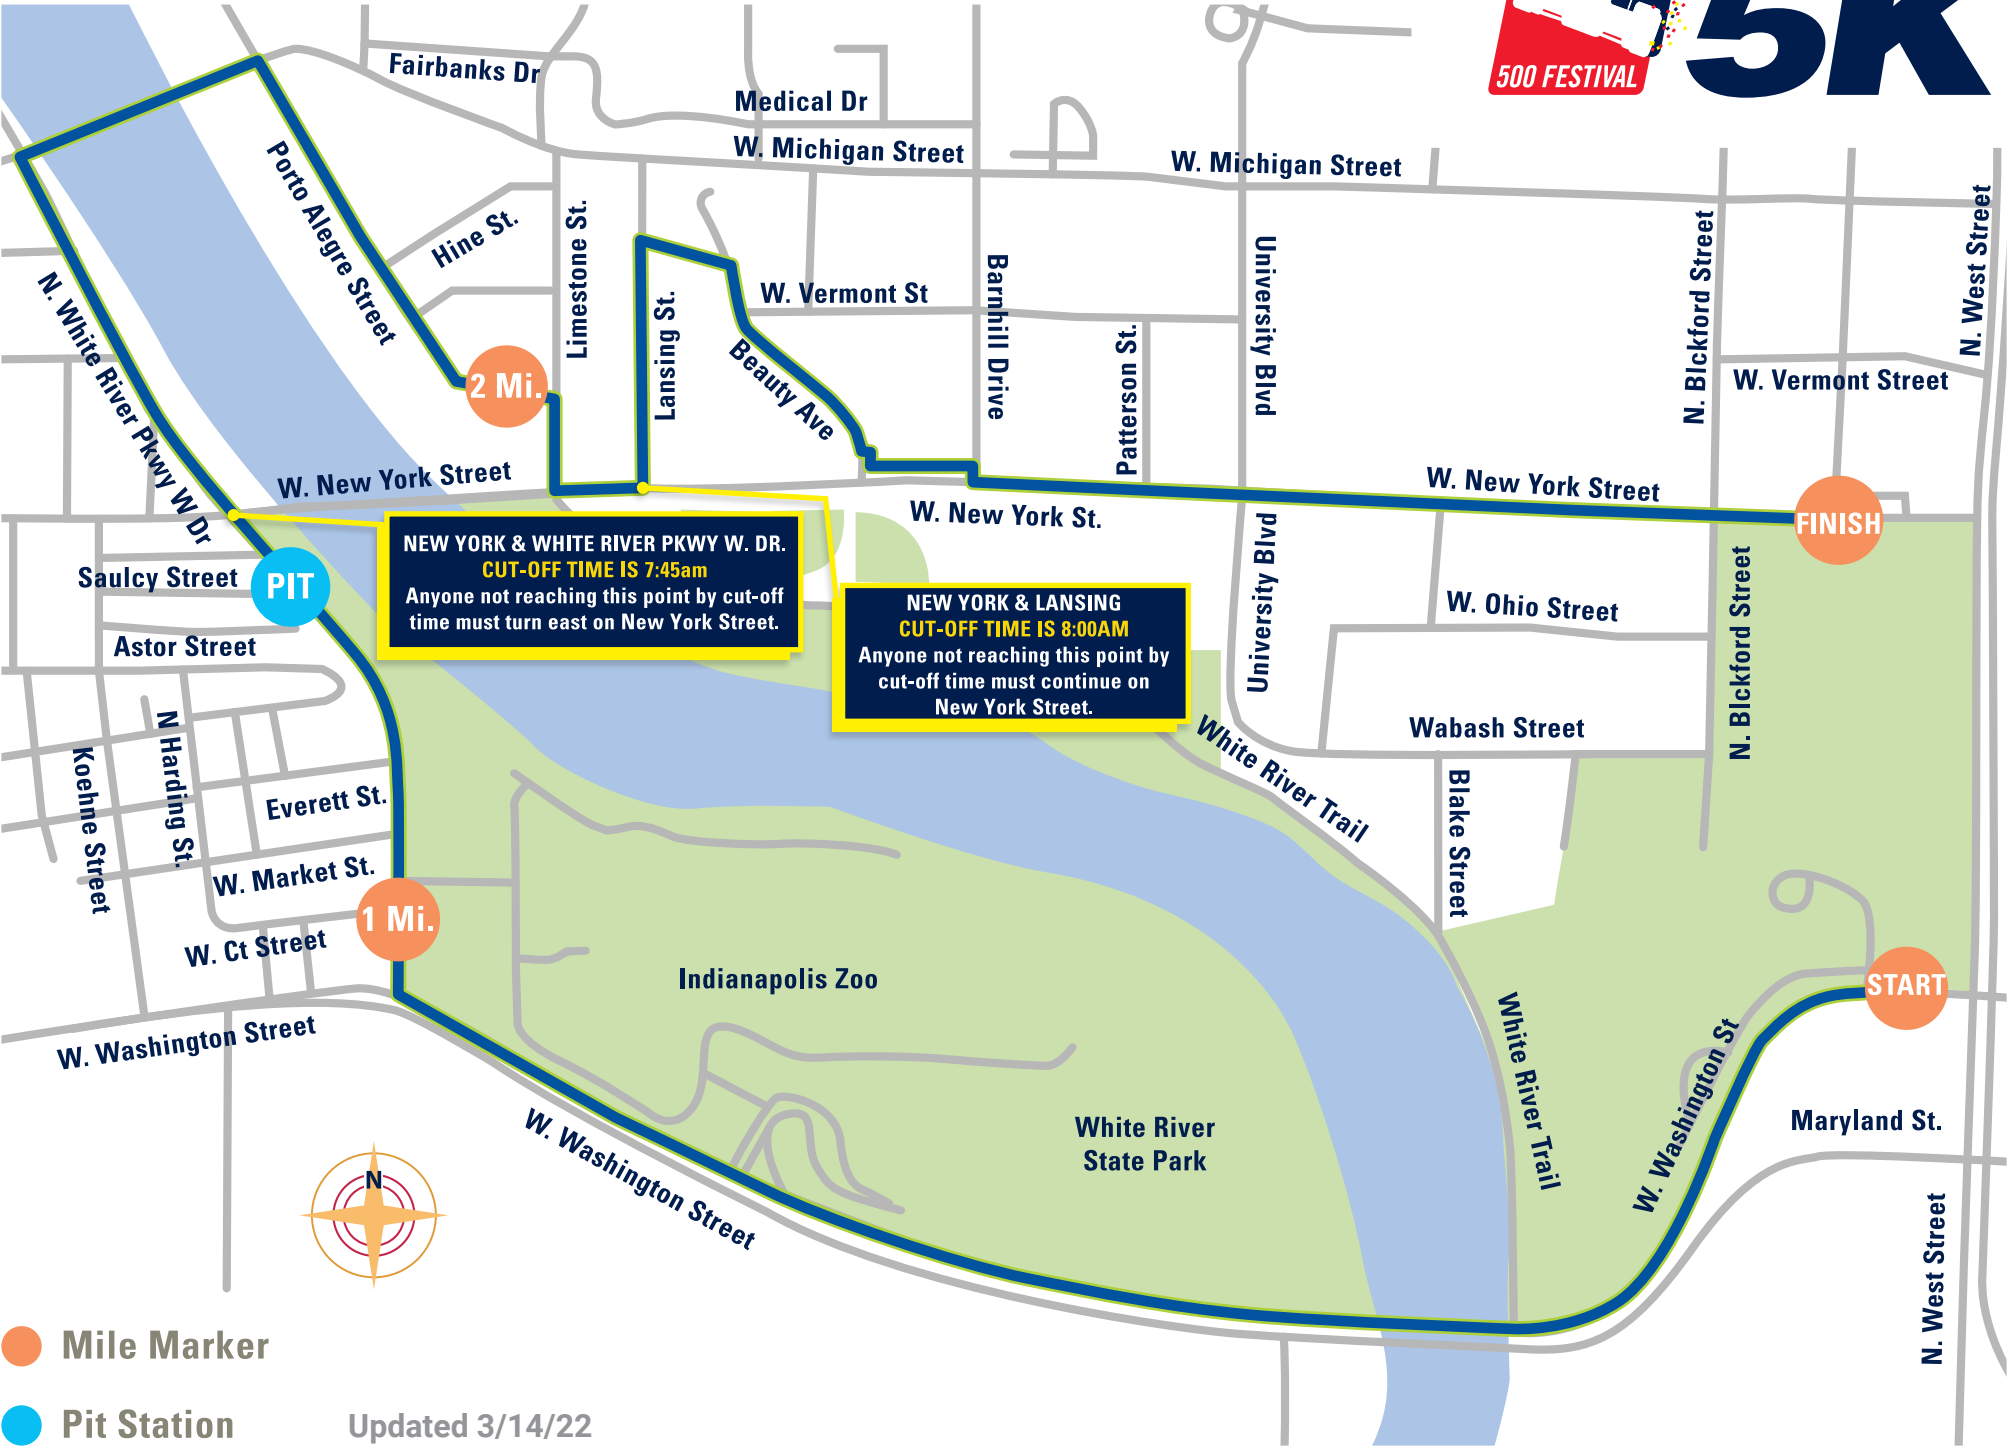 5K
500 FESTIVAL
Fairbanks Dr
Medical Dr
W. Michigan Street
W. Michigan Street
Porto Alegre Street
Hine St.
Limestone St.
Lansing St.
W. Vermont St
Barnhill Drive
University Blvd
Patterson St.
N. Blckford Street
N. West Street
W. Vermont Street
N. White River Pkwy W Dr
2 Mi.
Beauty Ave
W. New York Street
W. New York Street
W. New York St.
FINISH
NEW YORK & WHITE RIVER PKWY W. DR.
CUT-OFF TIME IS 7:45am
Anyone not reaching this point by cut-off
time must turn east on New York Street.
NEW YORK & LANSING
CUT-OFF TIME IS 8:00AM
Anyone not reaching this point by
cut-off time must continue on
New York Street.
Saulcy Street
PIT
Astor Street
University Blvd
W. Ohio Street
N. Blckford Street
Wabash Street
White River Trail
Blake Street
Koehne Street
N Harding St.
Everett St.
W. Market St.
1 Mi.
W. Ct Street
Indianapolis Zoo
START
W. Washington Street
W. Washington Street
White River
State Park
White River Trail
W. Washington St
Maryland St.
N. West Street
N
Mile Marker
Pit Station
Updated 3/14/22